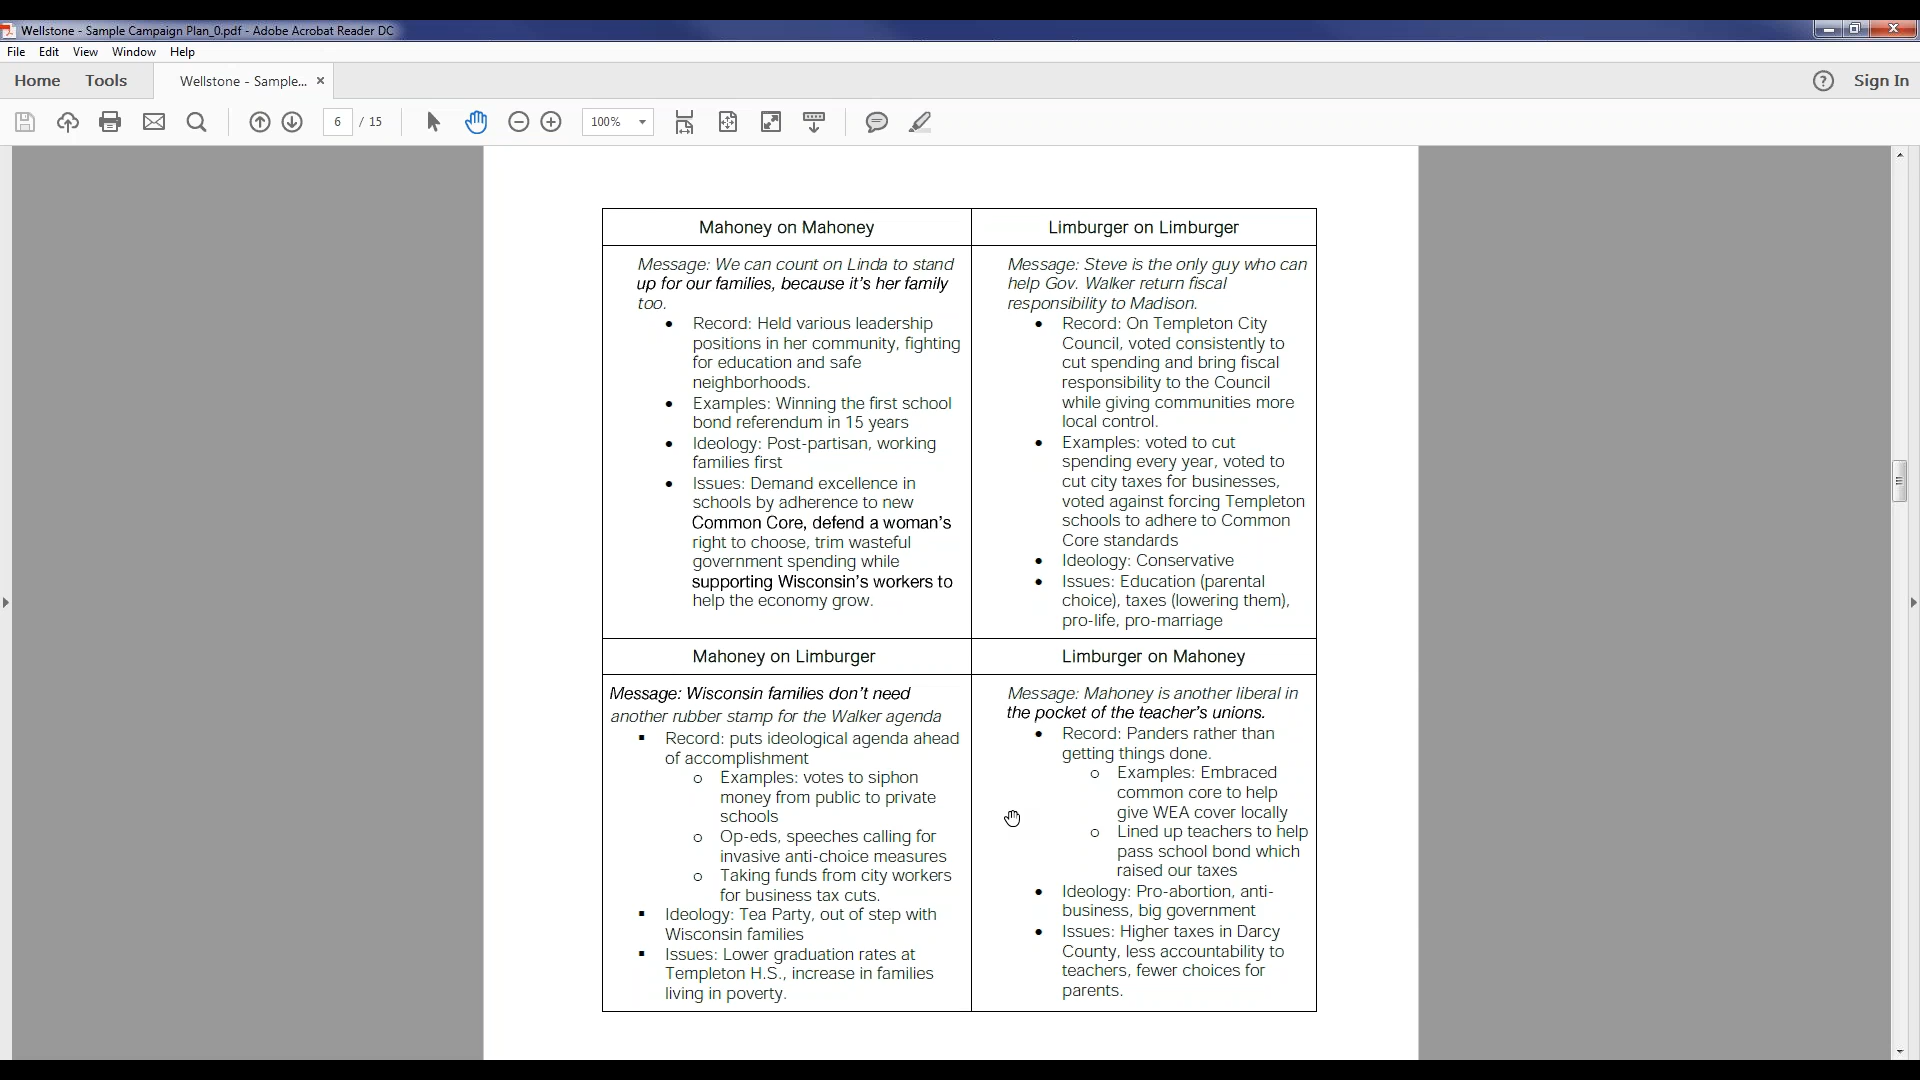 Wellstone - Sample Campaign Plan_0.pdf - Adobe Acrobat Reader DC
File Edit View Window Help
Home Tools Wellstone - Sample... × ? Sign In
6 / 15 100%
Mahoney on Mahoney
Message: We can count on Linda to stand
up for our families, because it’s her family
too.
• Record: Held various leadership
positions in her community, fighting
for education and safe
neighborhoods.
• Examples: Winning the first school
bond referendum in 15 years
• Ideology: Post-partisan, working
families first
• Issues: Demand excellence in
schools by adherence to new
Common Core, defend a woman’s
right to choose, trim wasteful
government spending while
supporting Wisconsin’s workers to
help the economy grow.
Limburger on Limburger
Message: Steve is the only guy who can
help Gov. Walker return fiscal
responsibility to Madison.
• Record: On Templeton City
Council, voted consistently to
cut spending and bring fiscal
responsibility to the Council
while giving communities more
local control.
• Examples: voted to cut
spending every year, voted to
cut city taxes for businesses,
voted against forcing Templeton
schools to adhere to Common
Core standards
• Ideology: Conservative
• Issues: Education (parental
choice), taxes (lowering them),
pro-life, pro-marriage
Mahoney on Limburger
Message: Wisconsin families don’t need
another rubber stamp for the Walker agenda
▪ Record: puts ideological agenda ahead
of accomplishment
o Examples: votes to siphon
money from public to private
schools
o Op-eds, speeches calling for
invasive anti-choice measures
o Taking funds from city workers
for business tax cuts.
▪ Ideology: Tea Party, out of step with
Wisconsin families
▪ Issues: Lower graduation rates at
Templeton H.S., increase in families
living in poverty.
Limburger on Mahoney
Message: Mahoney is another liberal in
the pocket of the teacher’s unions.
• Record: Panders rather than
getting things done.
o Examples: Embraced
common core to help
give WEA cover locally
o Lined up teachers to help
pass school bond which
raised our taxes
• Ideology: Pro-abortion, anti-
business, big government
• Issues: Higher taxes in Darcy
County, less accountability to
teachers, fewer choices for
parents.